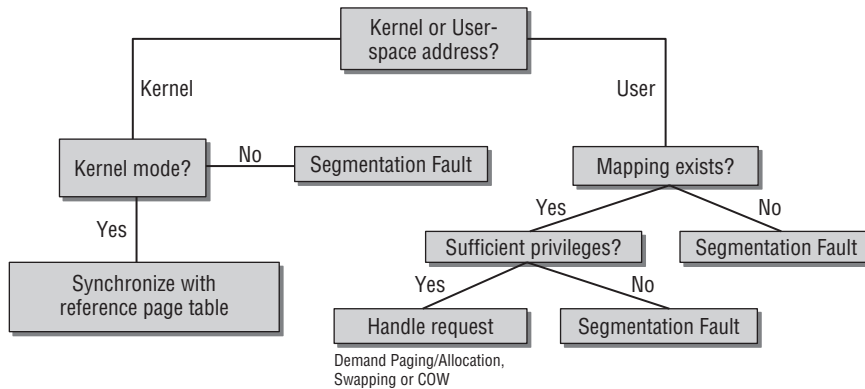 Kernel or User-
space address?
Kernel
User
Kernel mode?
No
Segmentation Fault
Mapping exists?
Yes
Yes
No
Synchronize with
reference page table
Sufficient privileges?
Segmentation Fault
Yes
No
Handle request
Segmentation Fault
Demand Paging/Allocation,
Swapping or COW